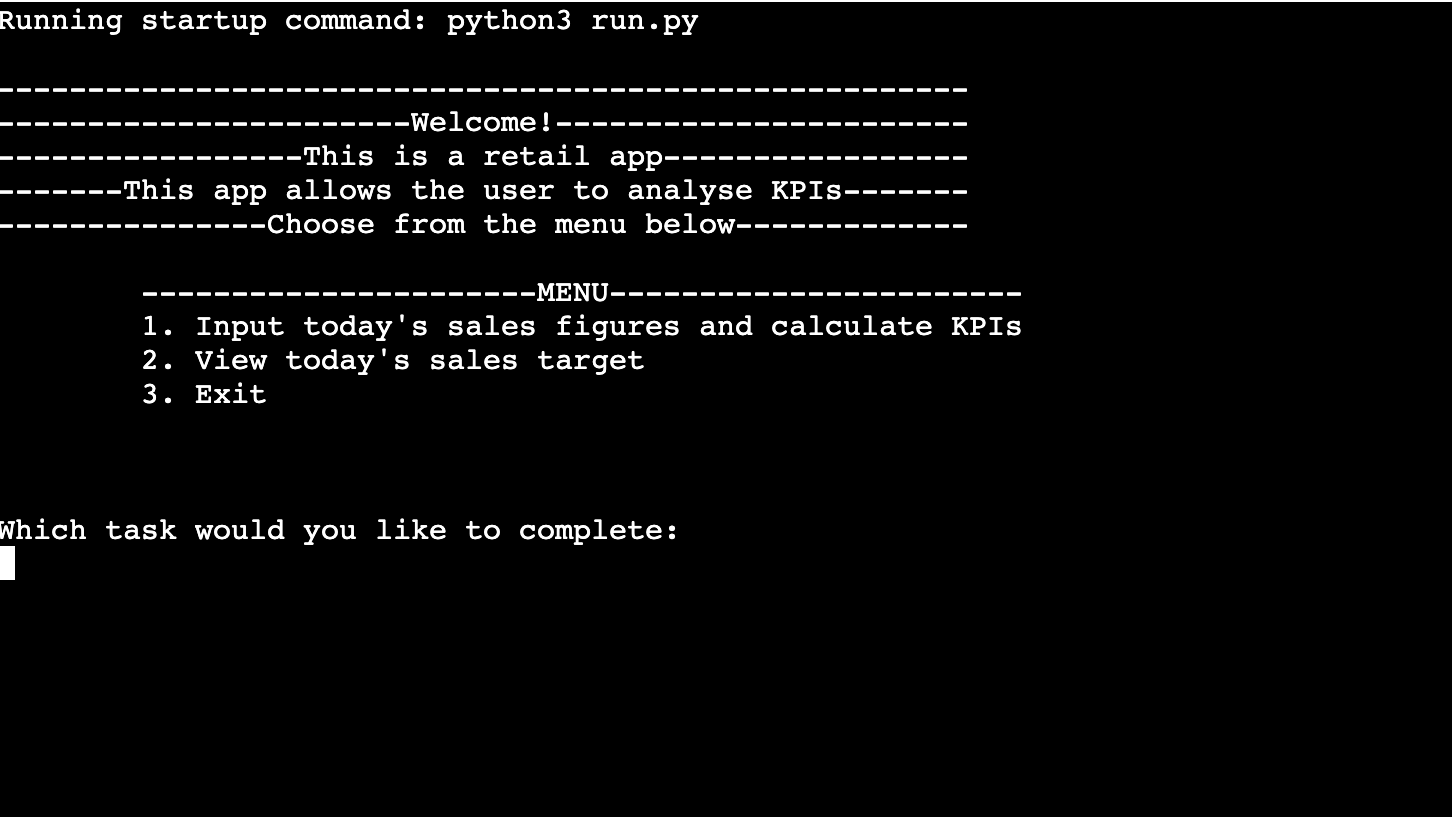 Running startup command: python3 run.py
------------------------------------------------------
-----------------------Welcome!-----------------------
-----------------This is a retail app-----------------
-------This app allows the user to analyse KPIs-------
---------------Choose from the menu below-------------
----------------------MENU-----------------------
1. Input today's sales figures and calculate KPIs
2. View today's sales target
3. Exit
Which task would you like to complete: